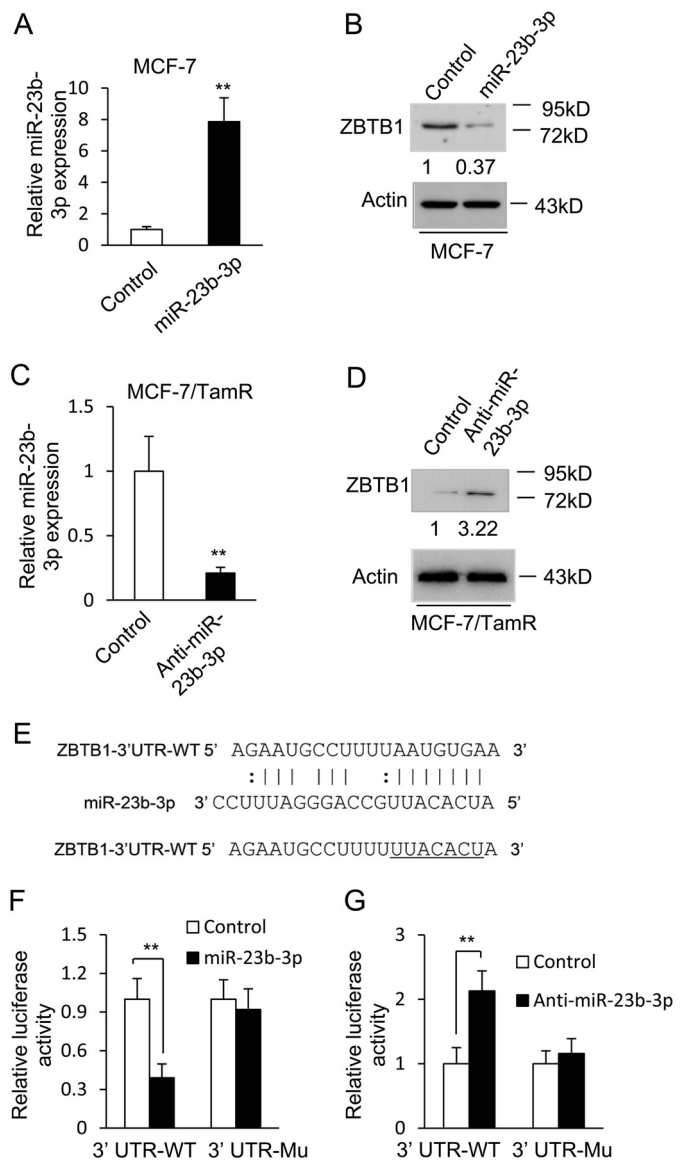 A
MCF-7
Relative miR-23b-
3p expression
10
8
6
4
2
0
**
Control
miR-23b-3p
B
Control
miR-23b-3p
ZBTB1
95kD
72kD
1 0.37
Actin
43kD
MCF-7
C
MCF-7/TamR
Relative miR-23b-
3p expression
1.5
1
0.5
0
**
Control
Anti-miR-
23b-3p
D
Control
Anti-miR-
23b-3p
ZBTB1
95kD
72kD
1 3.22
Actin
43kD
MCF-7/TamR
E
ZBTB1-3'UTR-WT 5' AGAAUGCCUUUUAAUGUGAA 3'
miR-23b-3p 3' CCUUUAGGGACCGUUACACUA 5'
ZBTB1-3'UTR-WT 5' AGAAUGCCUUUUUUACACUA 3'
F
Control
miR-23b-3p
Relative luciferase
activity
1.5
1.2
0.9
0.6
0.3
0
**
3' UTR-WT 3' UTR-Mu
G
Control
Anti-miR-23b-3p
Relative luciferase
activity
3
2
1
0
**
3' UTR-WT 3' UTR-Mu